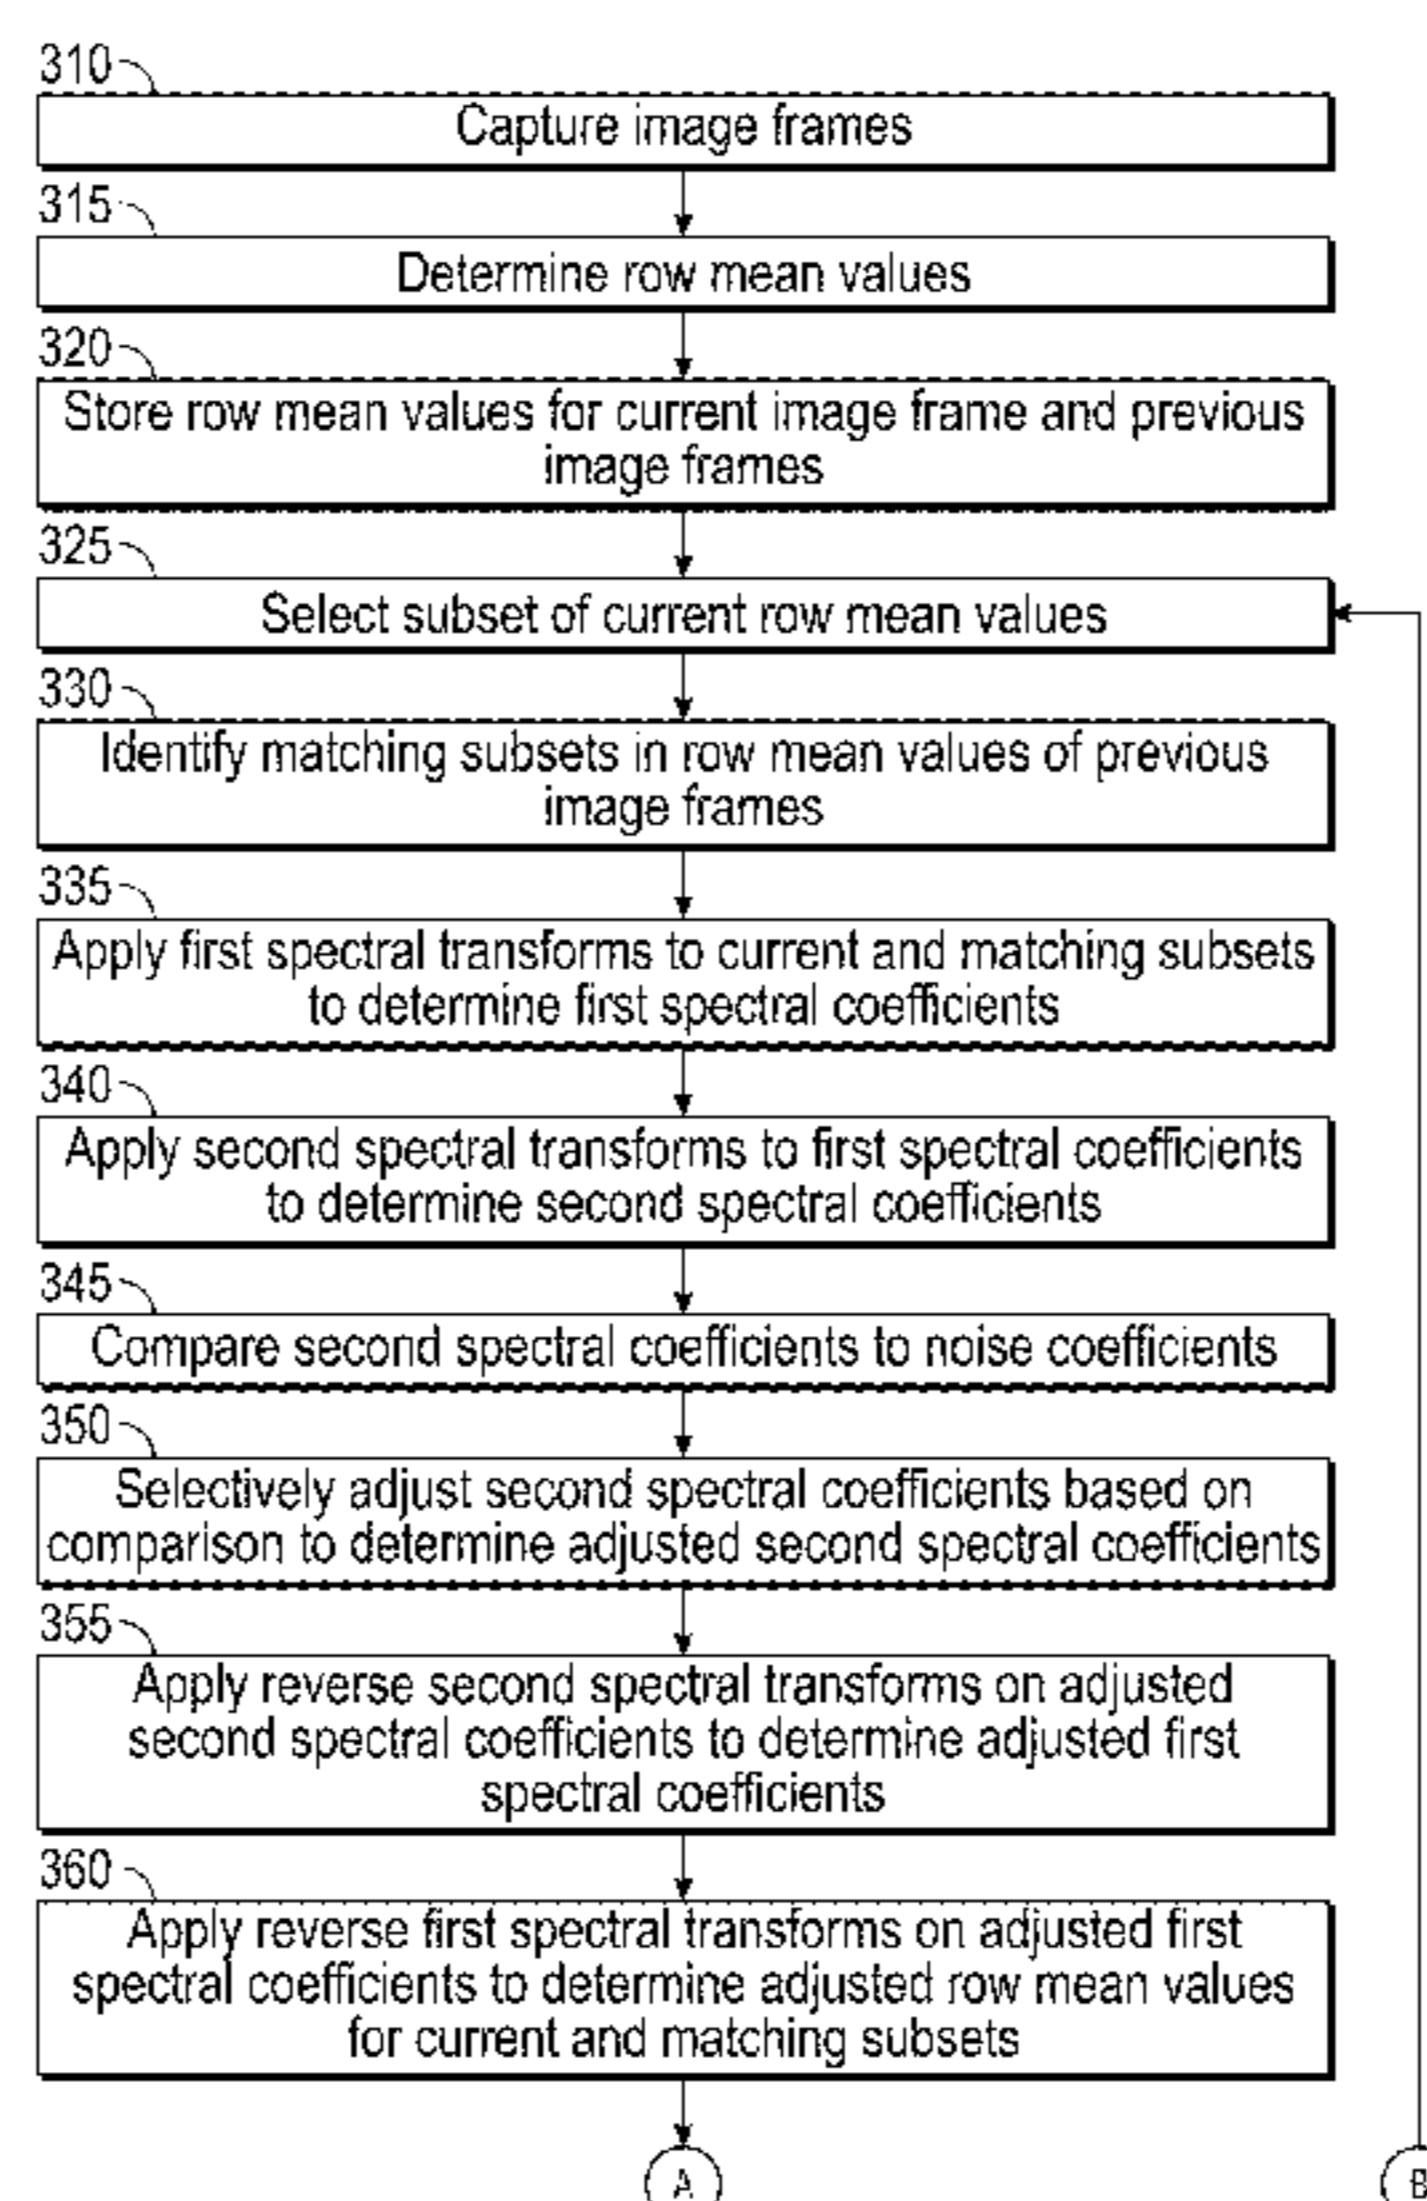 310
Capture image frames
315
Determine row mean values
320
Store row mean values for current image frame and previous
image frames
325
Select subset of current row mean values
330
Identify matching subsets in row mean values of previous
image frames
335
Apply first spectral transforms to current and matching subsets
to determine first spectral coefficients
340
Apply second spectral transforms to first spectral coefficients
to determine second spectral coefficients
345
Compare second spectral coefficients to noise coefficients
350
Selectively adjust second spectral coefficients based on
comparison to determine adjusted second spectral coefficients
355
Apply reverse second spectral transforms on adjusted
second spectral coefficients to determine adjusted first
spectral coefficients
360
Apply reverse first spectral transforms on adjusted first
spectral coefficients to determine adjusted row mean values
for current and matching subsets
A
B